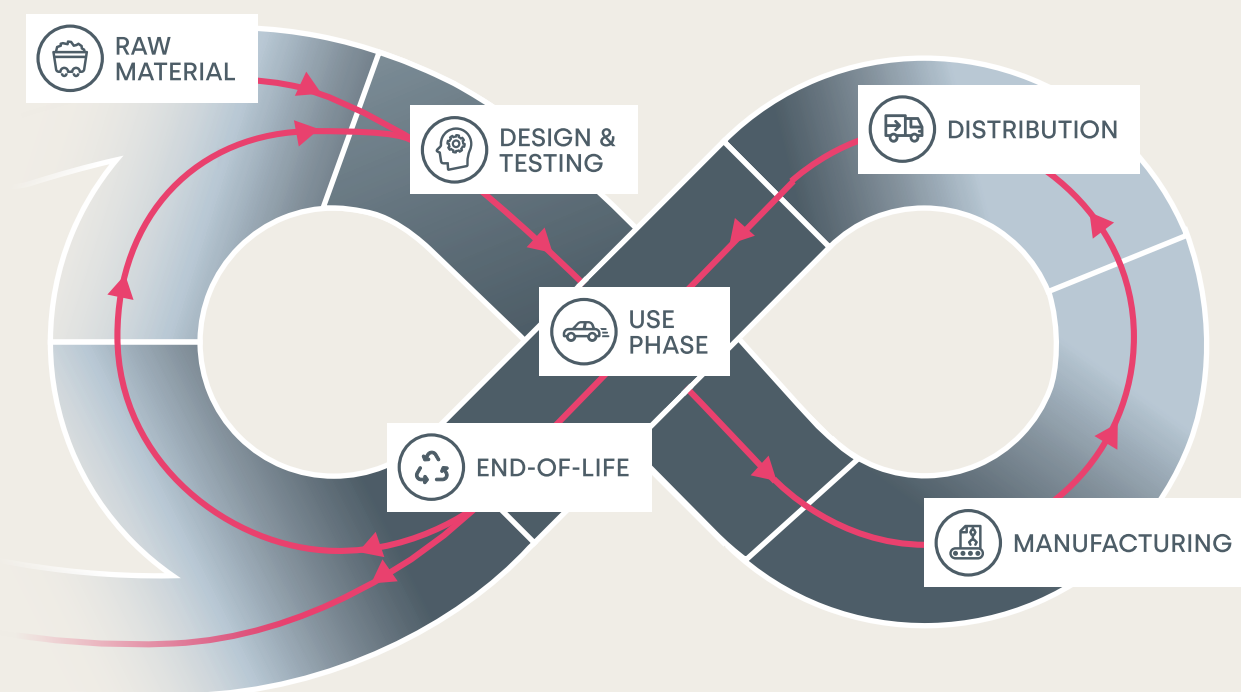 RAW
MATERIAL
DESIGN &
TESTING
DISTRIBUTION
USE
PHASE
END-OF-LIFE
MANUFACTURING